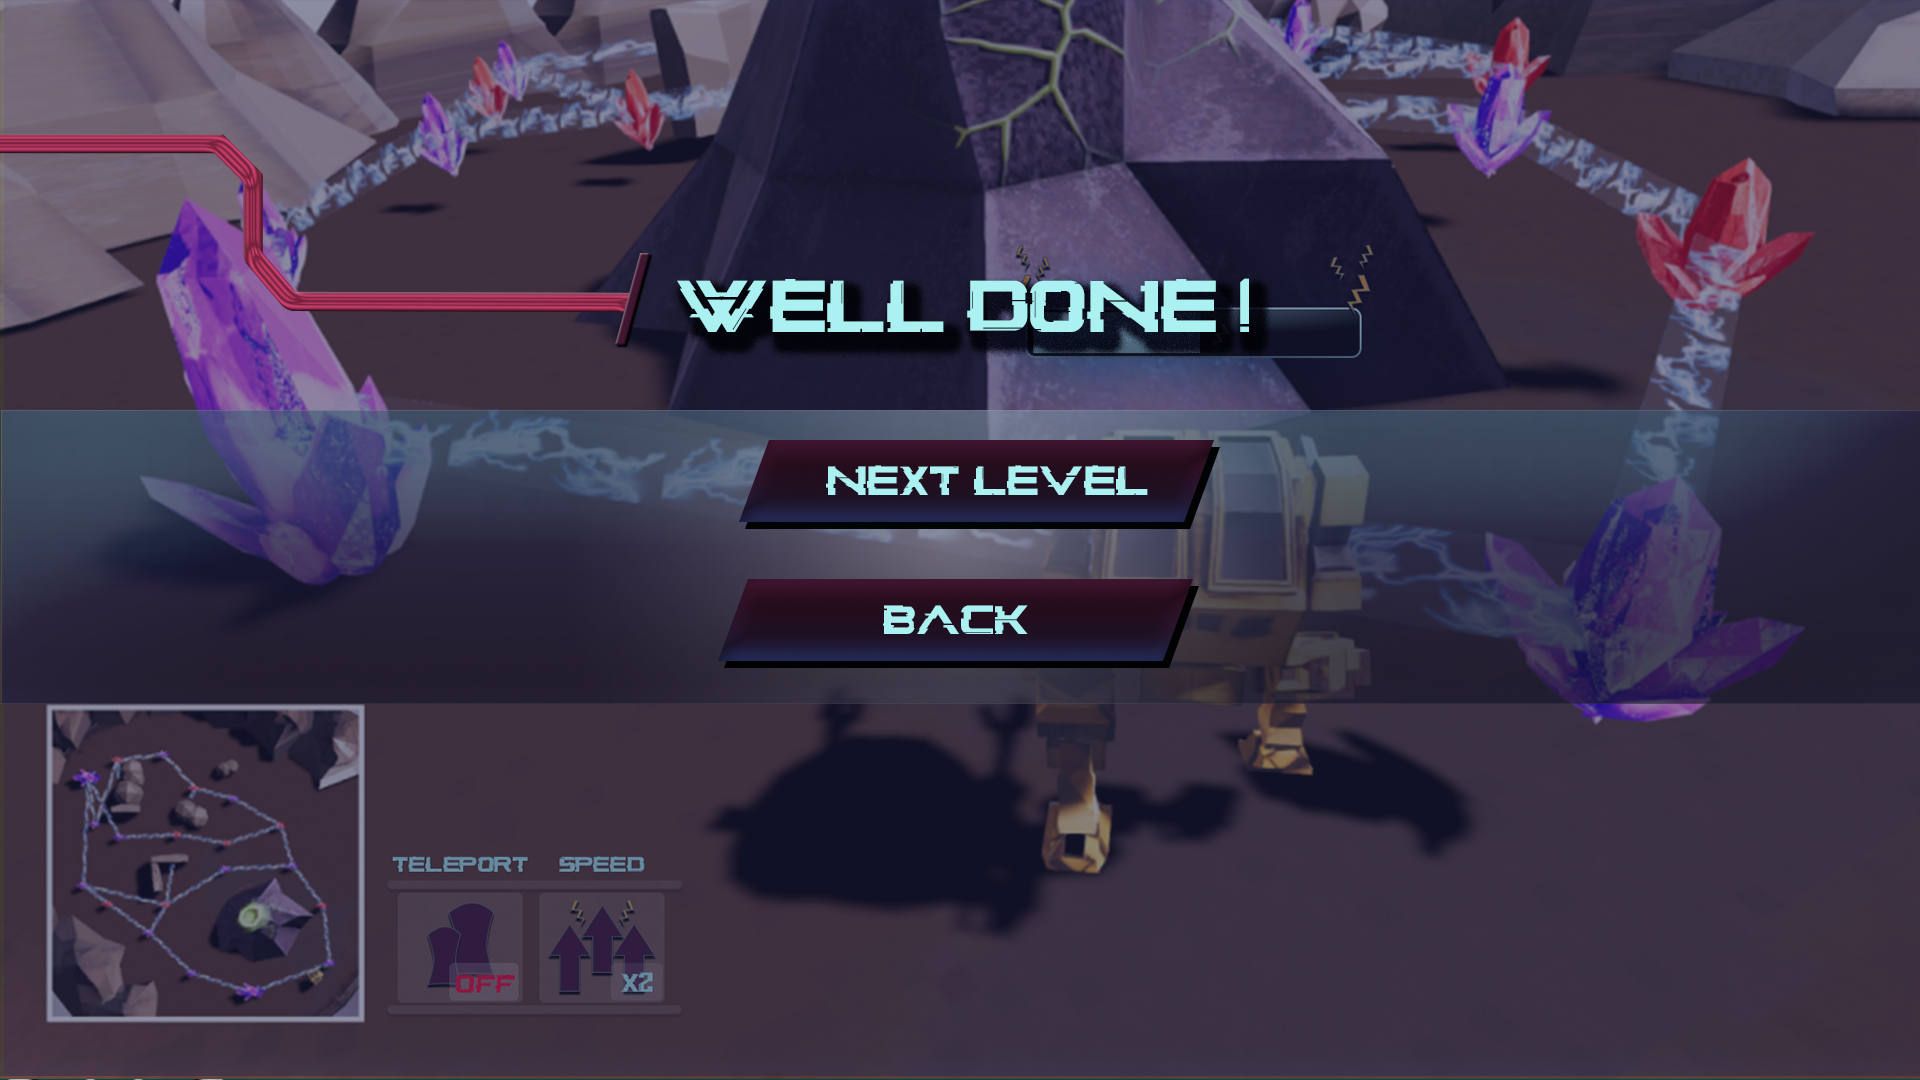 WELL DONE!
NEXT LEVEL
BACK
TELEPORT SPEED
OFF X2